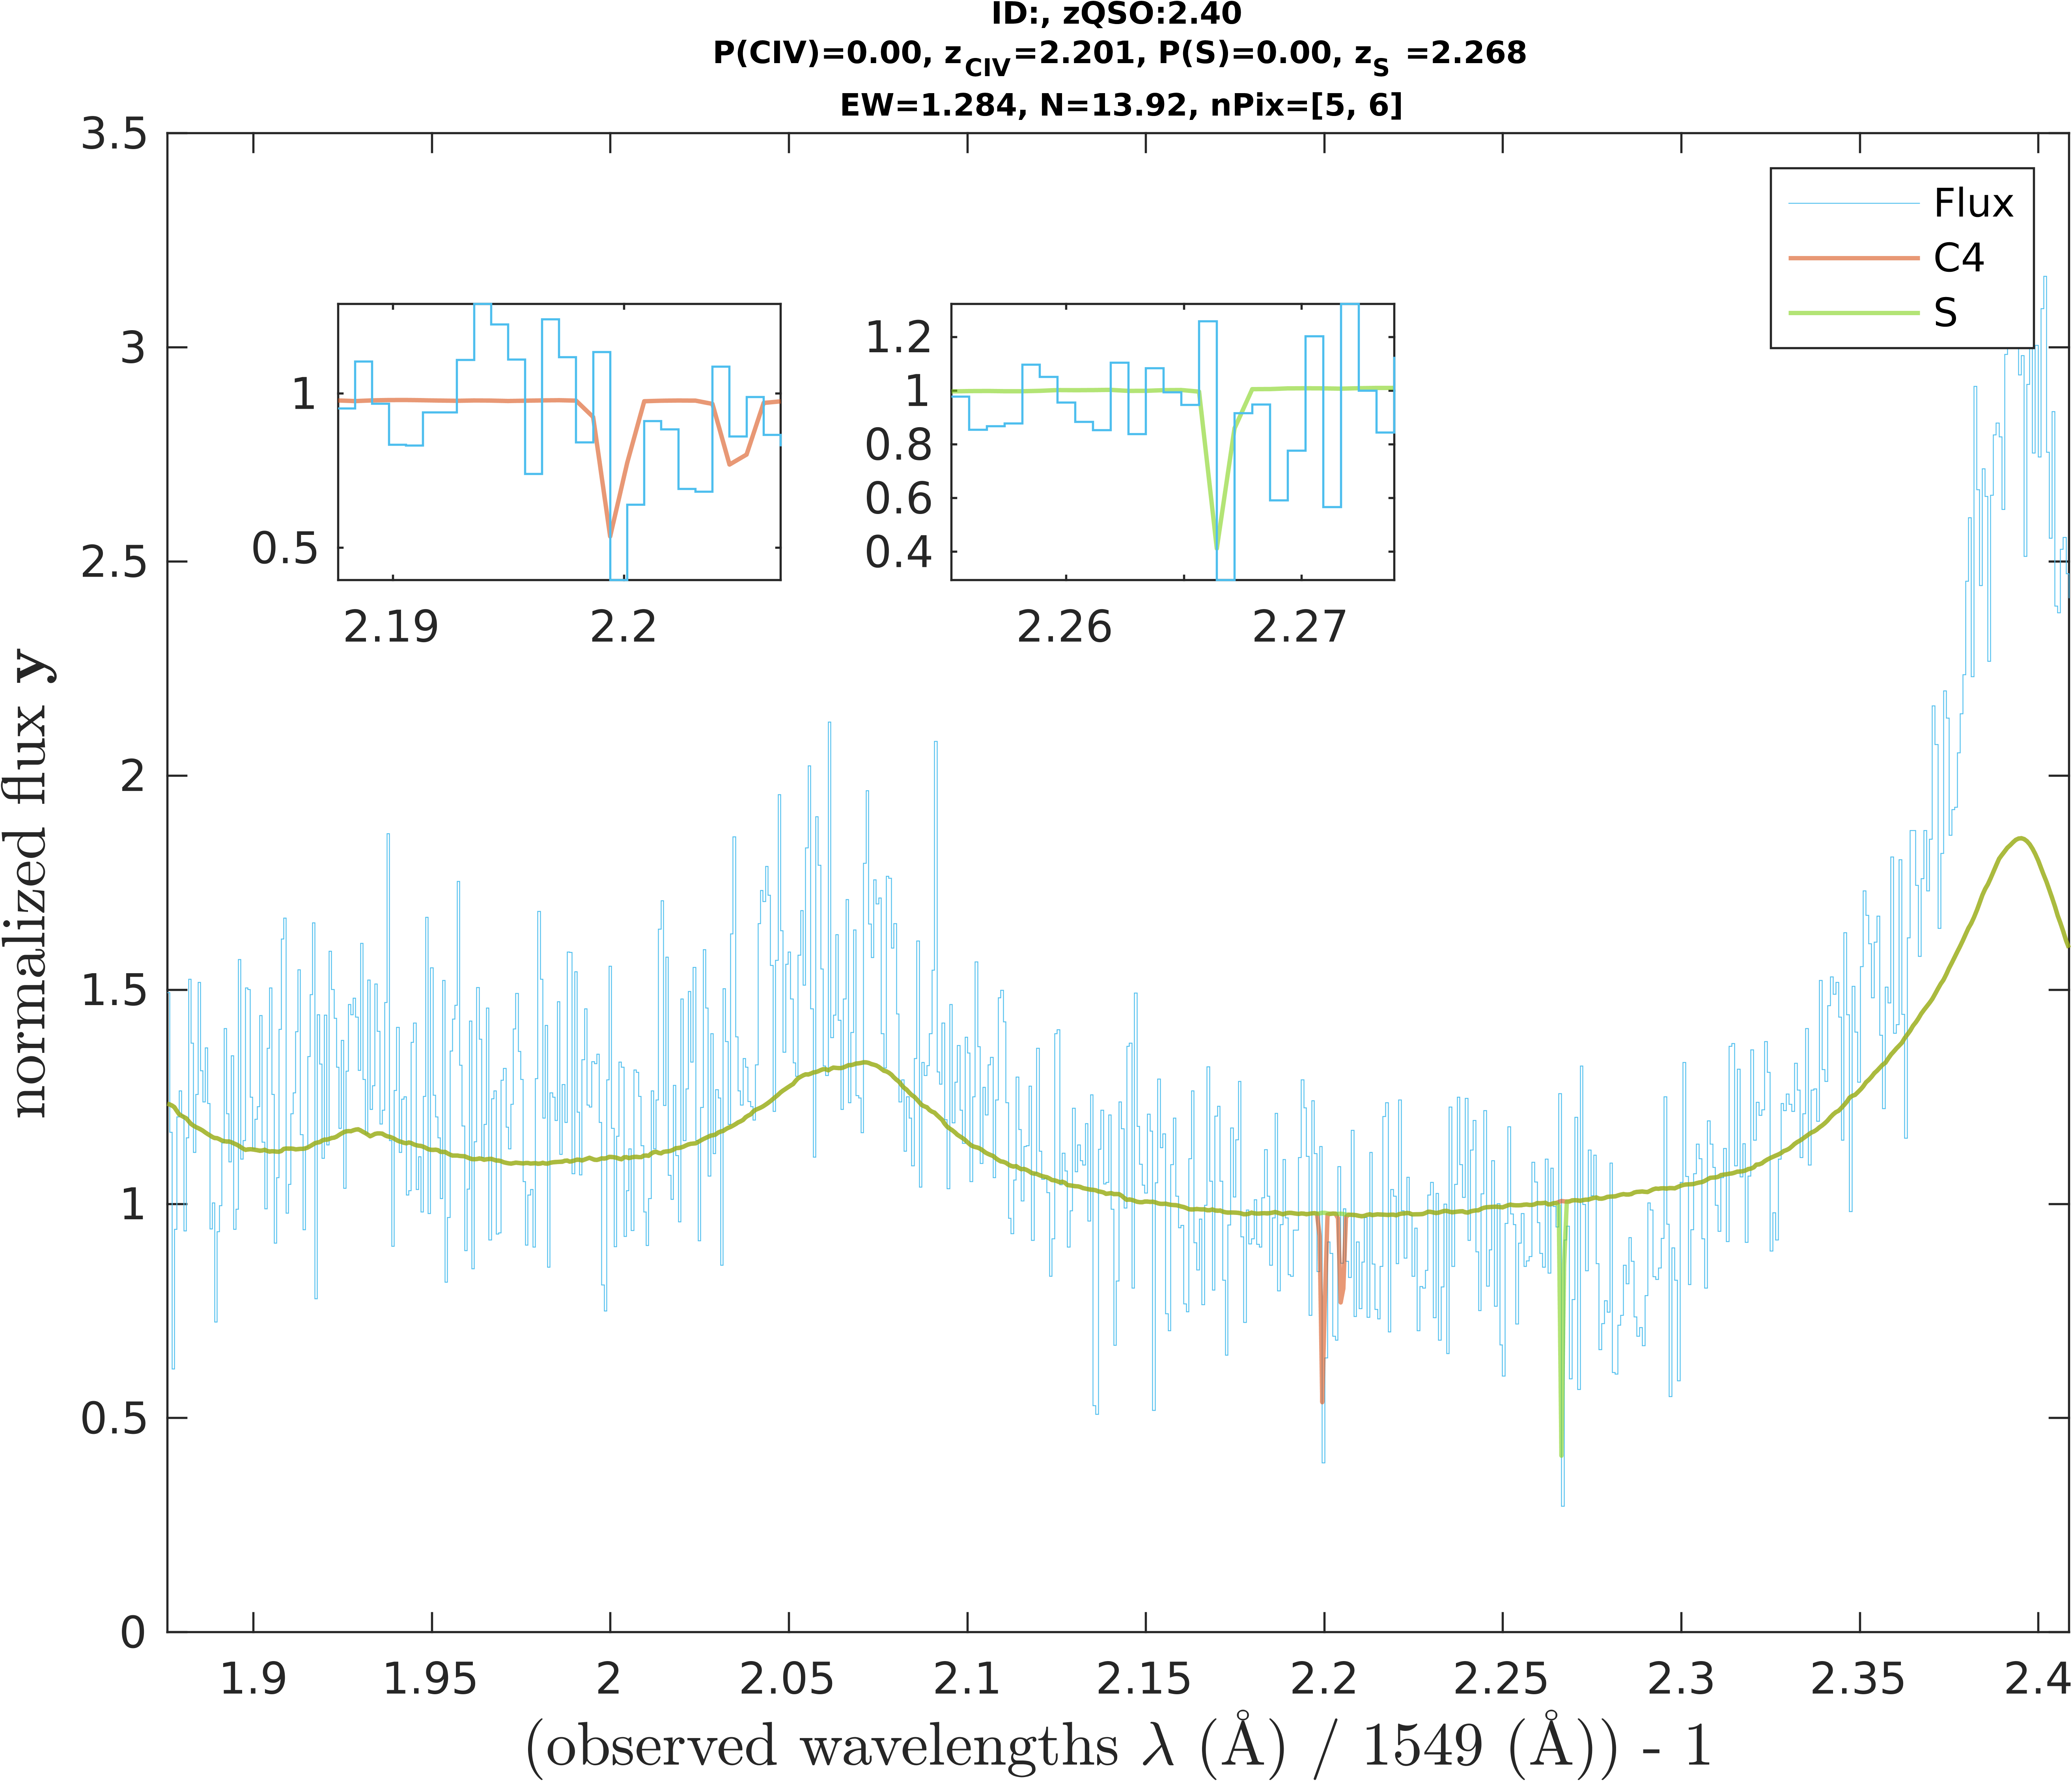 ID:, zQSO:2.40
P(CIV)=0.00, z_CIV=2.201, P(S)=0.00, z_S =2.268
EW=1.284, N=13.92, nPix=[5, 6]
3.5
3
2.5
2
1.5
1
0.5
0
normalized flux y
Flux
C4
S
1
0.5
2.19 2.2
1.2
1
0.8
0.6
0.4
2.26 2.27
1.9 1.95 2 2.05 2.1 2.15 2.2 2.25 2.3 2.35 2.4
(observed wavelengths λ (Å) / 1549 (Å)) - 1